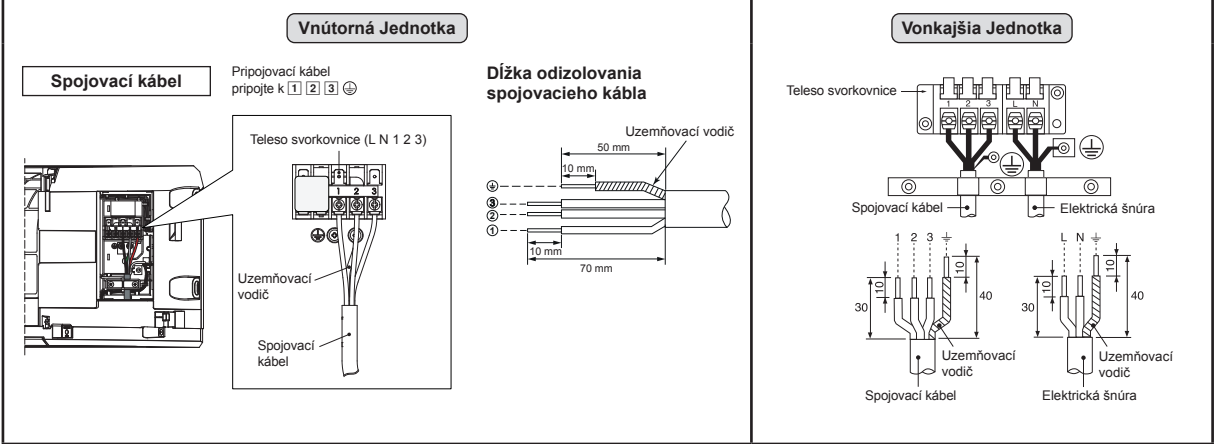 Vnútorná Jednotka
Spojovací kábel
Pripojovací kábel
pripojte k 1 2 3 ⏚
Teleso svorkovnice (L N 1 2 3)
1 2 3
Uzemňovací
vodič
Spojovací
kábel
Dĺžka odizolovania
spojovacieho kábla
Uzemňovací vodič
50 mm
10 mm
⏚
③
②
①
10 mm
70 mm
Vonkajšia Jednotka
Teleso svorkovnice
1 2 3 L N
Spojovací kábel
Elektrická šnúra
1 2 3 ⏚
10
10
30
40
Uzemňovací
vodič
Spojovací kábel
L N ⏚
10
10
30
40
Uzemňovací
vodič
Elektrická šnúra